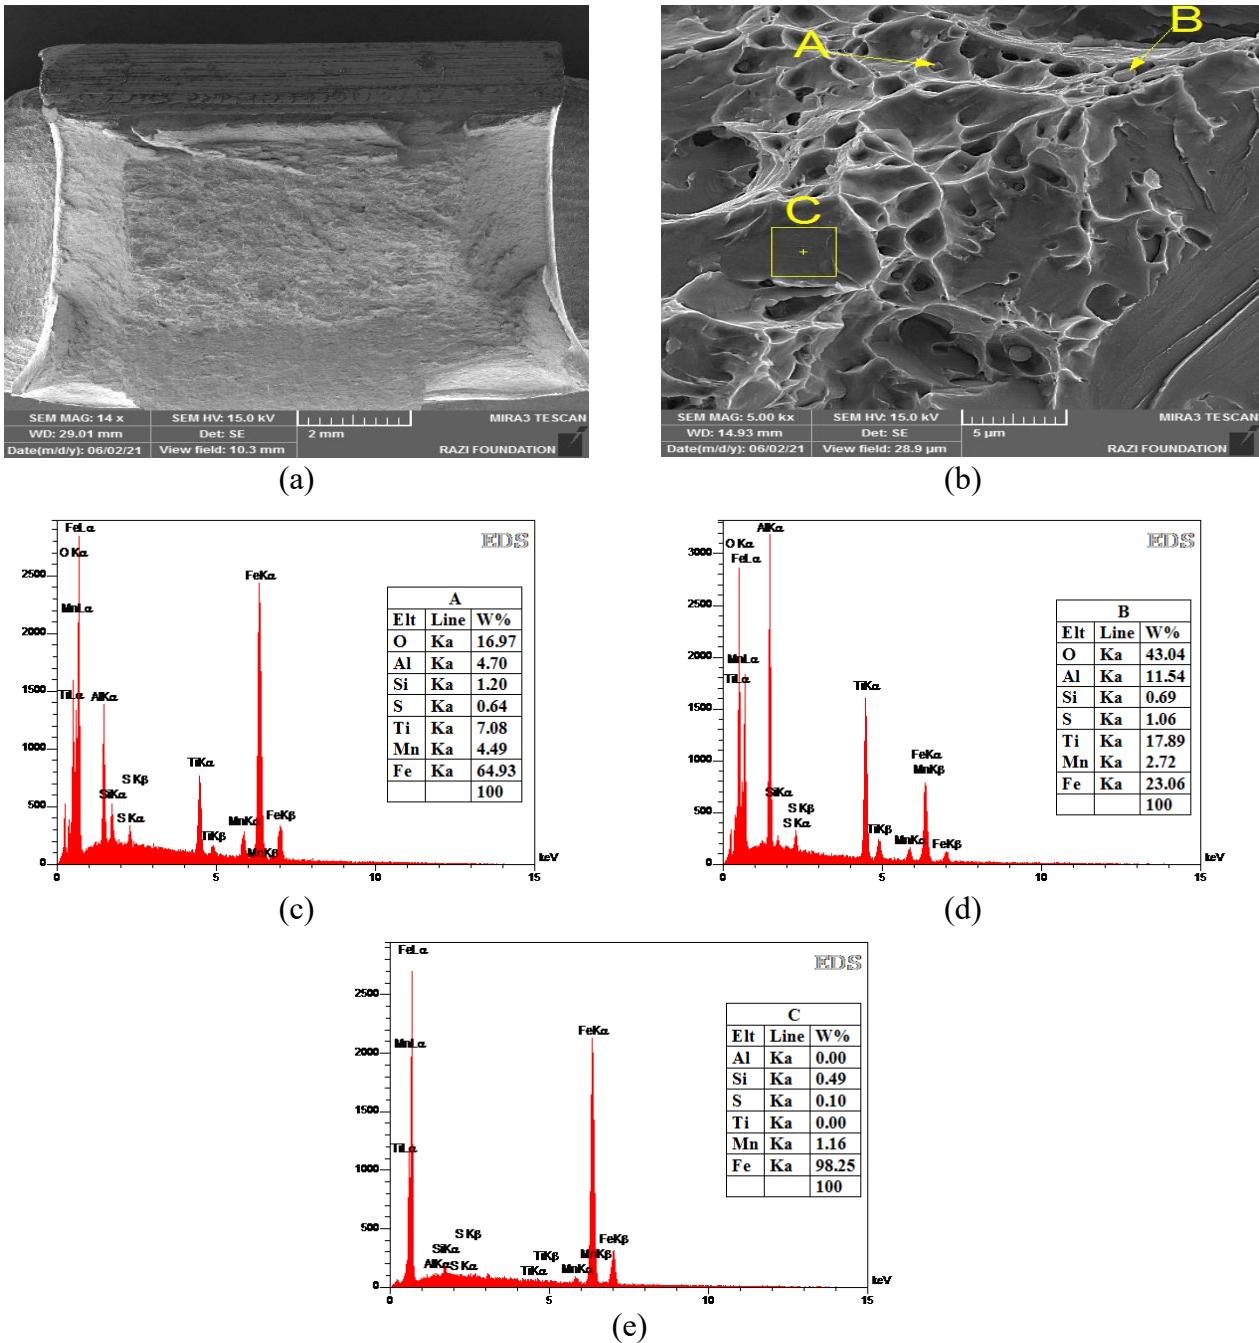 A
B
C
SEM MAG: 14 x
SEM HV: 15.0 kV
WD: 29.01 mm
Det: SE
2 mm
MIRA3 TESCAN
Date(m/d/y): 06/02/21
View field: 10.3 mm
RAZI FOUNDATION
SEM MAG: 5.00 kx
SEM HV: 15.0 kV
WD: 14.93 mm
Det: SE
5 µm
MIRA3 TESCAN
Date(m/d/y): 06/02/21
View field: 28.9 µm
RAZI FOUNDATION
(a)
(b)
FeLα
OKα
MnLα
TiLα
AlKα
SiKα
S Kβ
S Kα
TiKα
TiKβ
MnKα
FeKα
MnKβ
FeKβ
2500
2000
1500
1000
500
0
0
5
10
15
keV
EDS
A
Elt Line W%
O Ka 16.97
Al Ka 4.70
Si Ka 1.20
S Ka 0.64
Ti Ka 7.08
Mn Ka 4.49
Fe Ka 64.93
100
(c)
AlKα
OKα
FeLα
MnLα
TiLα
SiKα
S Kβ
S Kα
TiKα
TiKβ
FeKα
MnKβ
MnKα
FeKβ
3000
2500
2000
1500
1000
500
0
0
5
10
15
keV
EDS
B
Elt Line W%
O Ka 43.04
Al Ka 11.54
Si Ka 0.69
S Ka 1.06
Ti Ka 17.89
Mn Ka 2.72
Fe Ka 23.06
100
(d)
FeLα
MnLα
TiLα
S Kβ
SiKα
AlKα
S Kα
TiKβ
TiKα
FeKα
FeKβ
MnKβ
MnKα
2500
2000
1500
1000
500
0
0
5
10
15
keV
EDS
C
Elt Line W%
Al Ka 0.00
Si Ka 0.49
S Ka 0.10
Ti Ka 0.00
Mn Ka 1.16
Fe Ka 98.25
100
(e)